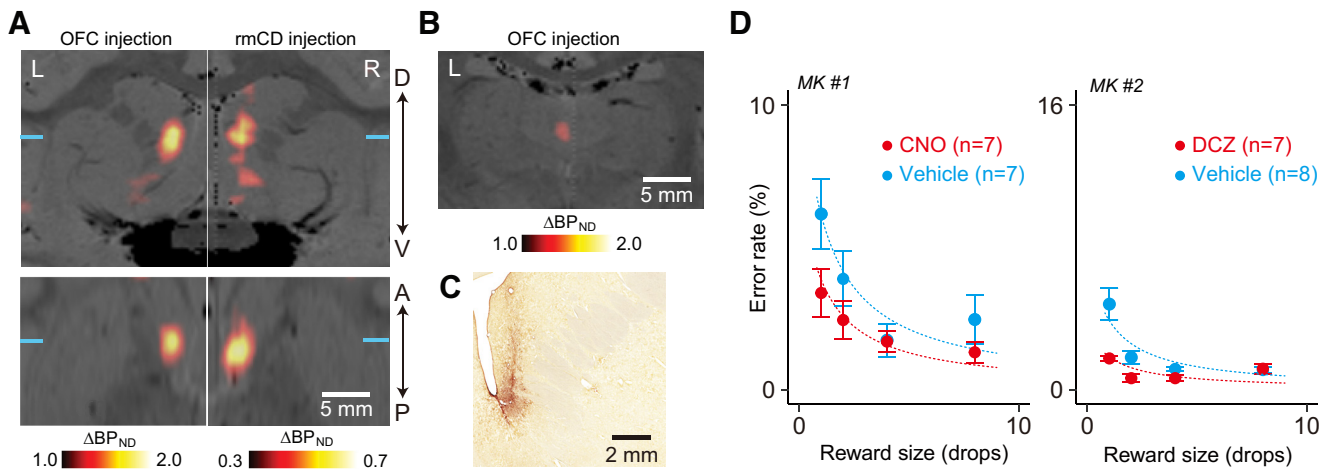 A
OFC injection
rmCD injection
L
R
D
V
A
P
5 mm
ΔBPND
1.0
2.0
ΔBPND
0.3
0.7
B
OFC injection
L
5 mm
ΔBPND
1.0
2.0
C
2 mm
D
MK #1
10
CNO (n=7)
Vehicle (n=7)
Error rate (%)
0
0
10
Reward size (drops)
MK #2
16
DCZ (n=7)
Vehicle (n=8)
0
0
10
Reward size (drops)